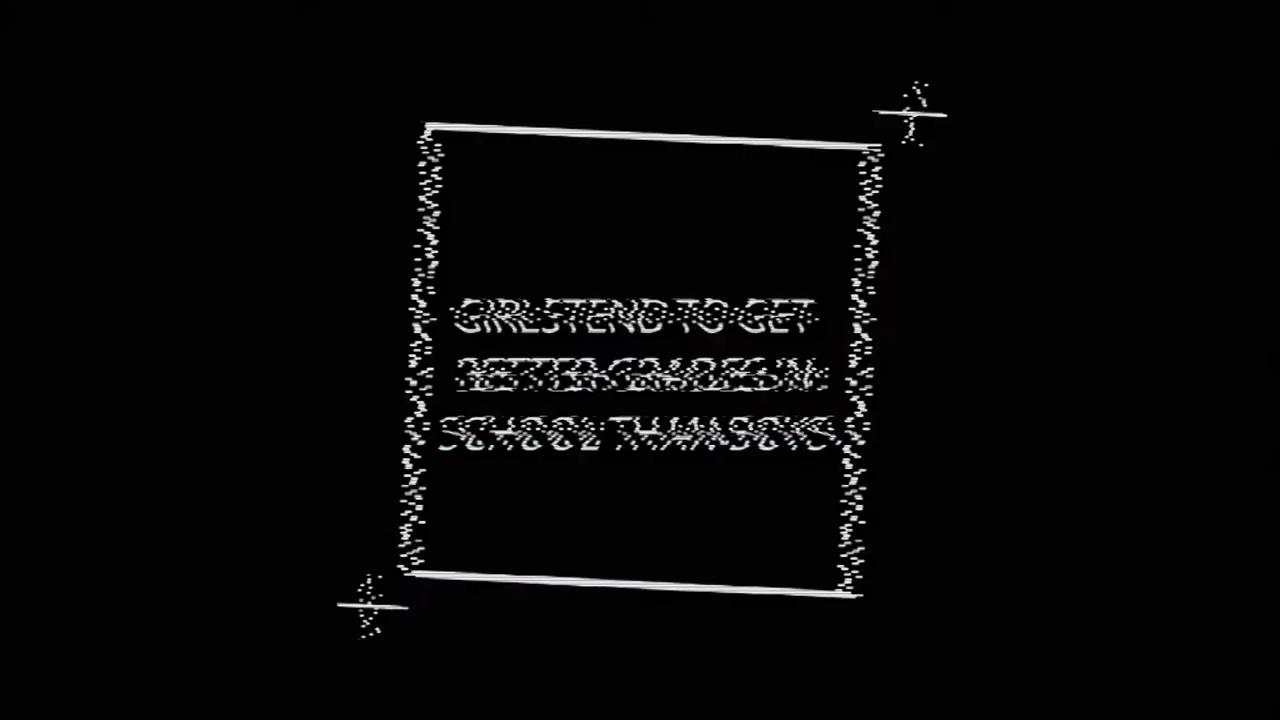 GIRLS TEND TO GET
BETTER GRADES IN
SCHOOL THAN BOYS